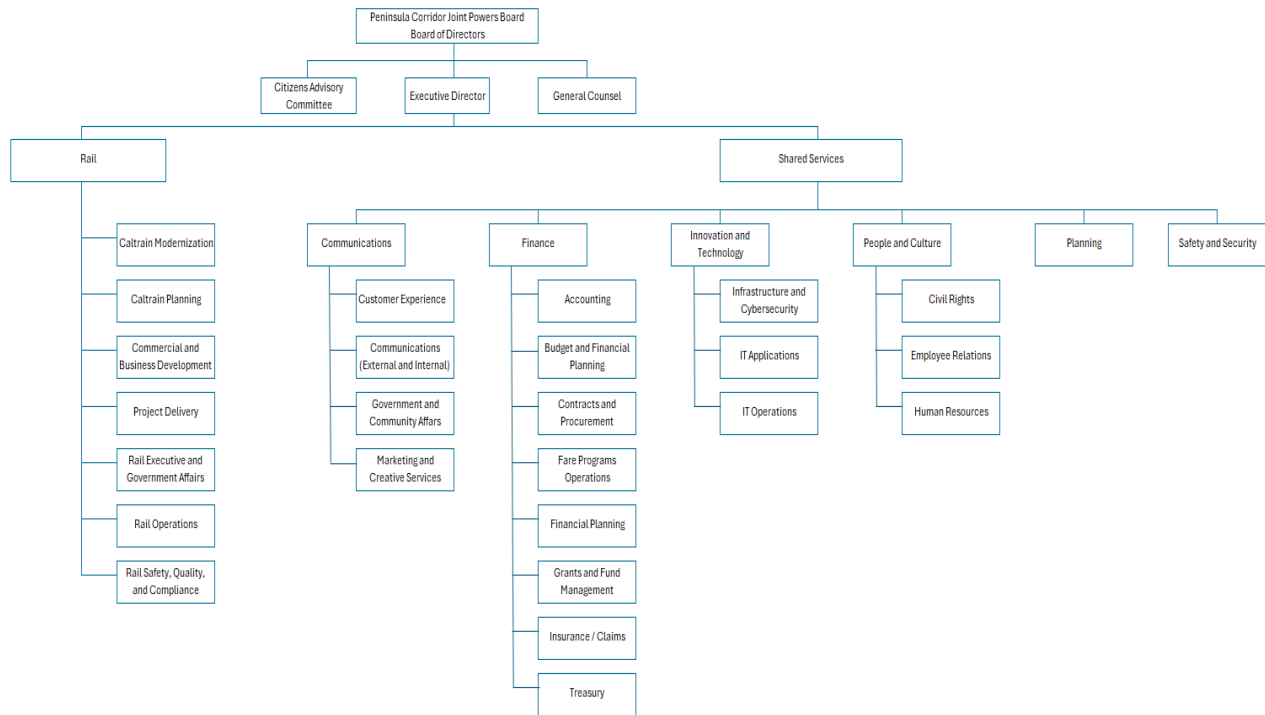 Peninsula Corridor Joint Powers Board
Board of Directors
Citizens Advisory
Committee
Executive Director
General Counsel
Rail
Shared Services
Caltrain Modernization
Caltrain Planning
Commercial and
Business Development
Project Delivery
Rail Executive and
Government Affairs
Rail Operations
Rail Safety, Quality,
and Compliance
Communications
Customer Experience
Communications
(External and Internal)
Government and
Community Affars
Marketing and
Creative Services
Finance
Accounting
Budget and Financial
Planning
Contracts and
Procurement
Fare Programs
Operations
Financial Planning
Grants and Fund
Management
Insurance / Claims
Treasury
Innovation and
Technology
Infrastructure and
Cybersecurity
IT Applications
IT Operations
People and Culture
Civil Rights
Employee Relations
Human Resources
Planning
Safety and Security